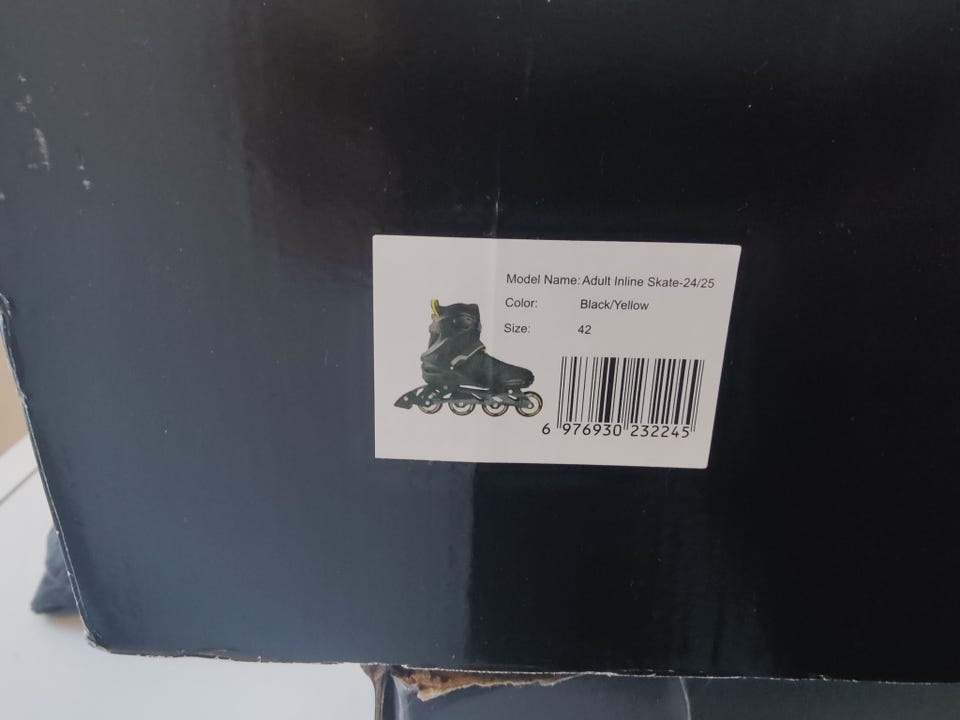 Model Name: Adult Inline Skate-24/25
Color: Black/Yellow
Size: 42
6 976930 232245